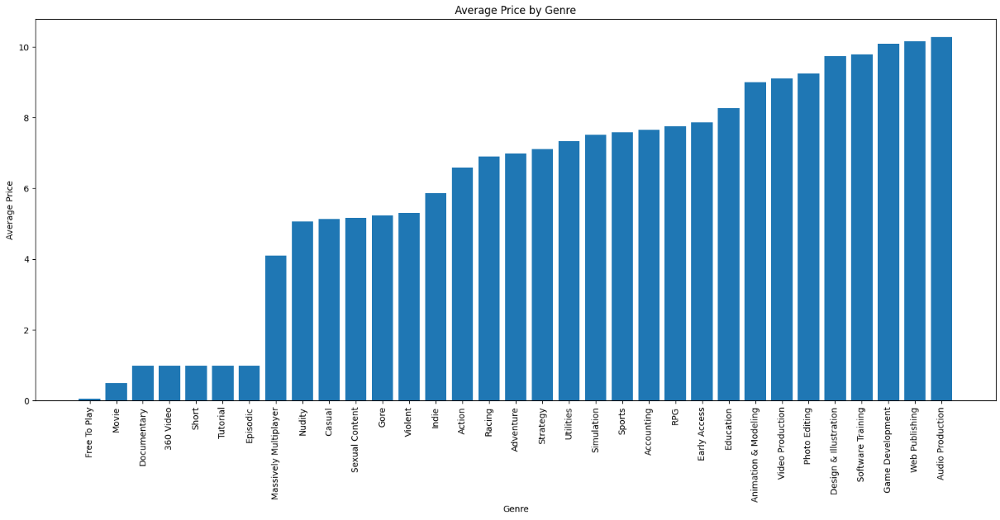 Average Price by Genre
Average Price
10
8
6
4
2
0
Free To Play
Movie
Documentary
360 Video
Short
Tutorial
Episodic
Massively Multiplayer
Nudity
Casual
Sexual Content
Gore
Violent
Indie
Action
Racing
Adventure
Strategy
Utilities
Simulation
Sports
Accounting
RPG
Early Access
Education
Animation & Modeling
Video Production
Photo Editing
Design & Illustration
Software Training
Game Development
Web Publishing
Audio Production
Genre